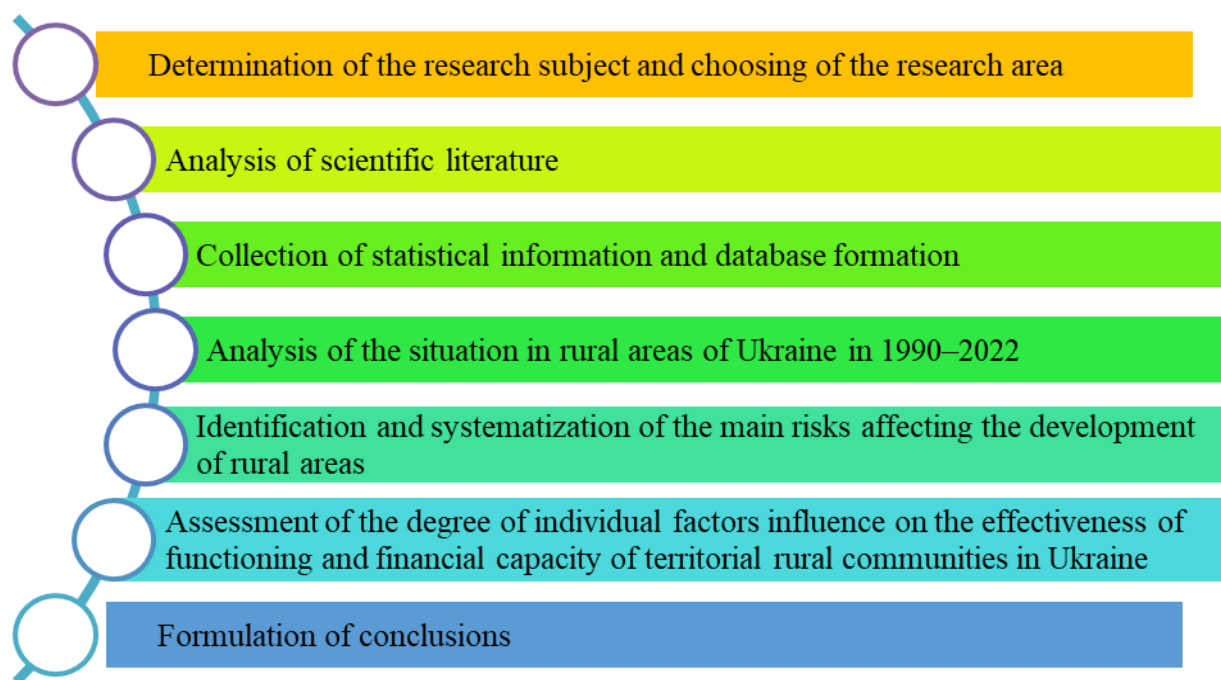 Determination of the research subject and choosing of the research area
Analysis of scientific literature
Collection of statistical information and database formation
Analysis of the situation in rural areas of Ukraine in 1990–2022
Identification and systematization of the main risks affecting the development
of rural areas
Assessment of the degree of individual factors influence on the effectiveness of
functioning and financial capacity of territorial rural communities in Ukraine
Formulation of conclusions